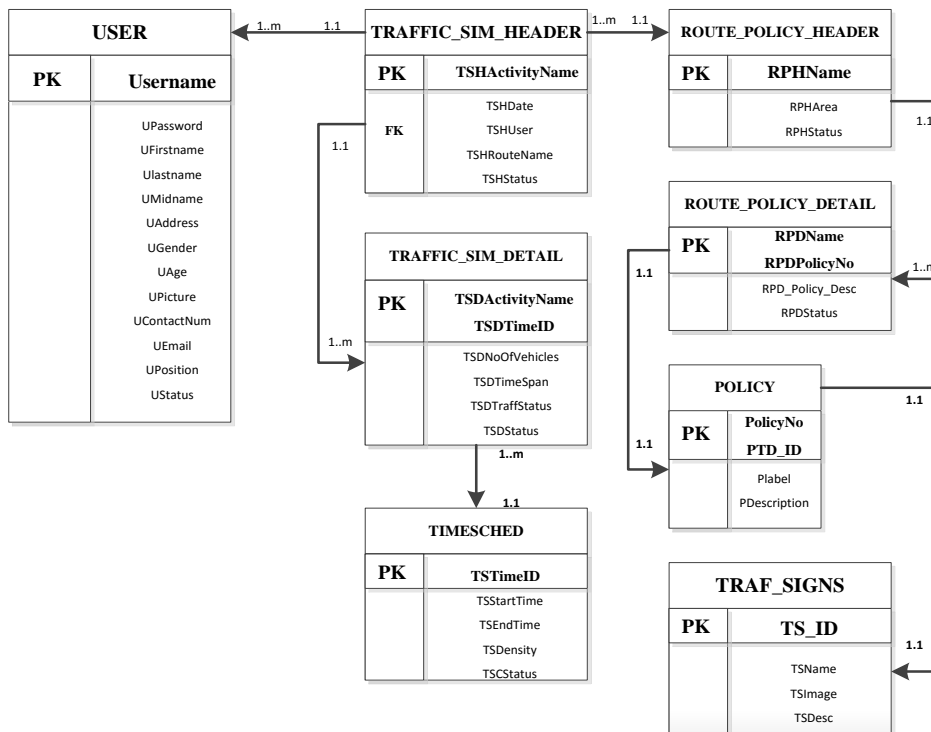 USER
PK Username
UPassword
UFirstname
Ulastname
UMidname
UAddress
UGender
UAge
UPicture
UContactNum
UEmail
UPosition
UStatus
1..m 1.1
TRAFFIC_SIM_HEADER
PK TSHActivityName
FK
TSHDate
TSHUser
TSHRouteName
TSHStatus
1.1
1..m
TRAFFIC_SIM_DETAIL
PK TSDActivityName
TSDTimeID
TSDNoOfVehicles
TSDTimeSpan
TSDTraffStatus
TSDStatus
1..m
1.1
TIMESCHED
PK TSTimeID
TSStartTime
TSEndTime
TSDensity
TSCStatus
1..m 1.1
ROUTE_POLICY_HEADER
PK RPHName
RPHArea
RPHStatus
1.1
ROUTE_POLICY_DETAIL
PK RPDName
RPDPolicyNo
RPD_Policy_Desc
RPDStatus
1..m
1.1
1.1
POLICY
PK PolicyNo
PTD_ID
Plabel
PDescription
1.1
TRAF_SIGNS
PK TS_ID
TSName
TSImage
TSDesc
1.1